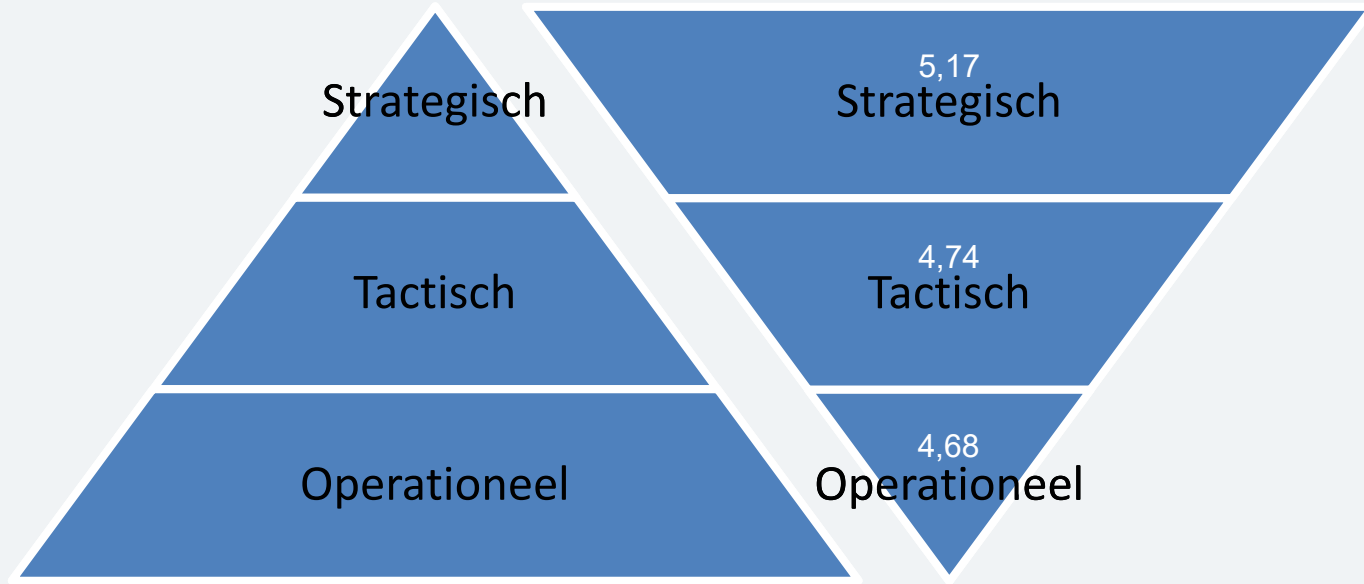 Strategisch
Tactisch
Operationeel
5,17
Strategisch
4,74
Tactisch
4,68
Operationeel